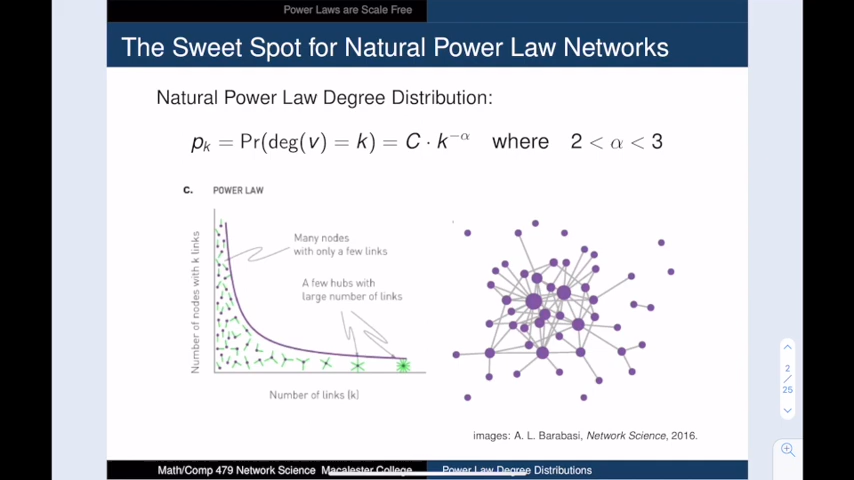 Power Laws are Scale Free
The Sweet Spot for Natural Power Law Networks
Natural Power Law Degree Distribution:
pₖ = Pr(deg(v) = k) = C · k^−α where 2 < α < 3
C. POWER LAW
Number of nodes with k links
Many nodes
with only a few links
A few hubs with
large number of links
Number of links (k)
images: A. L. Barabasi, Network Science, 2016.
Math/Comp 479 Network Science Macalester College
Power Law Degree Distributions
2
/
25